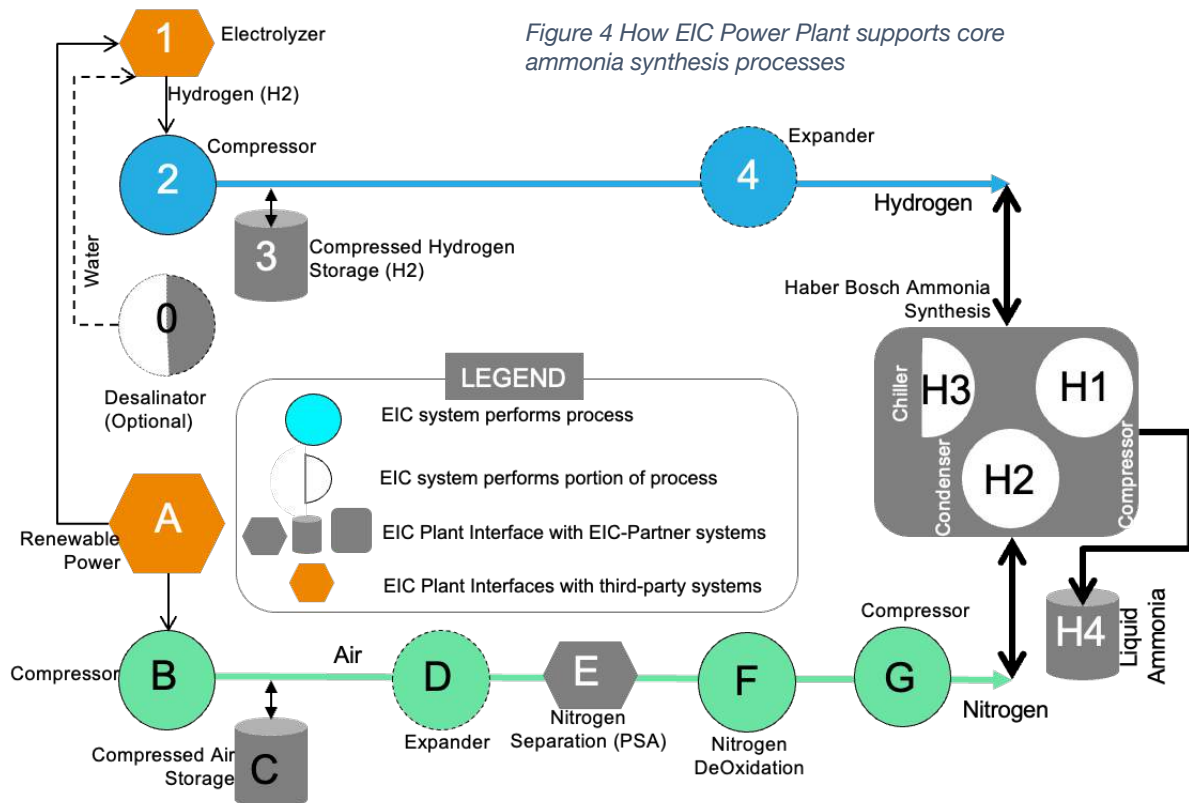 Figure 4 How EIC Power Plant supports core
ammonia synthesis processes
1
Electrolyzer
Hydrogen (H2)
Compressor
2
Expander
4
Hydrogen
3
Compressed Hydrogen
Storage (H2)
Water
0
Desalinator
(Optional)
Haber Bosch Ammonia
Synthesis
Chiller
H3
H1
Condenser
H2
Compressor
LEGEND
EIC system performs process
EIC system performs portion of process
EIC Plant Interface with EIC-Partner systems
EIC Plant Interfaces with third-party systems
A
Renewable
Power
Compressor
B
Air
D
Expander
E
Nitrogen
Separation (PSA)
F
Nitrogen
DeOxidation
Compressor
G
Nitrogen
H4
Liquid
Ammonia
Compressed Air
Storage
C